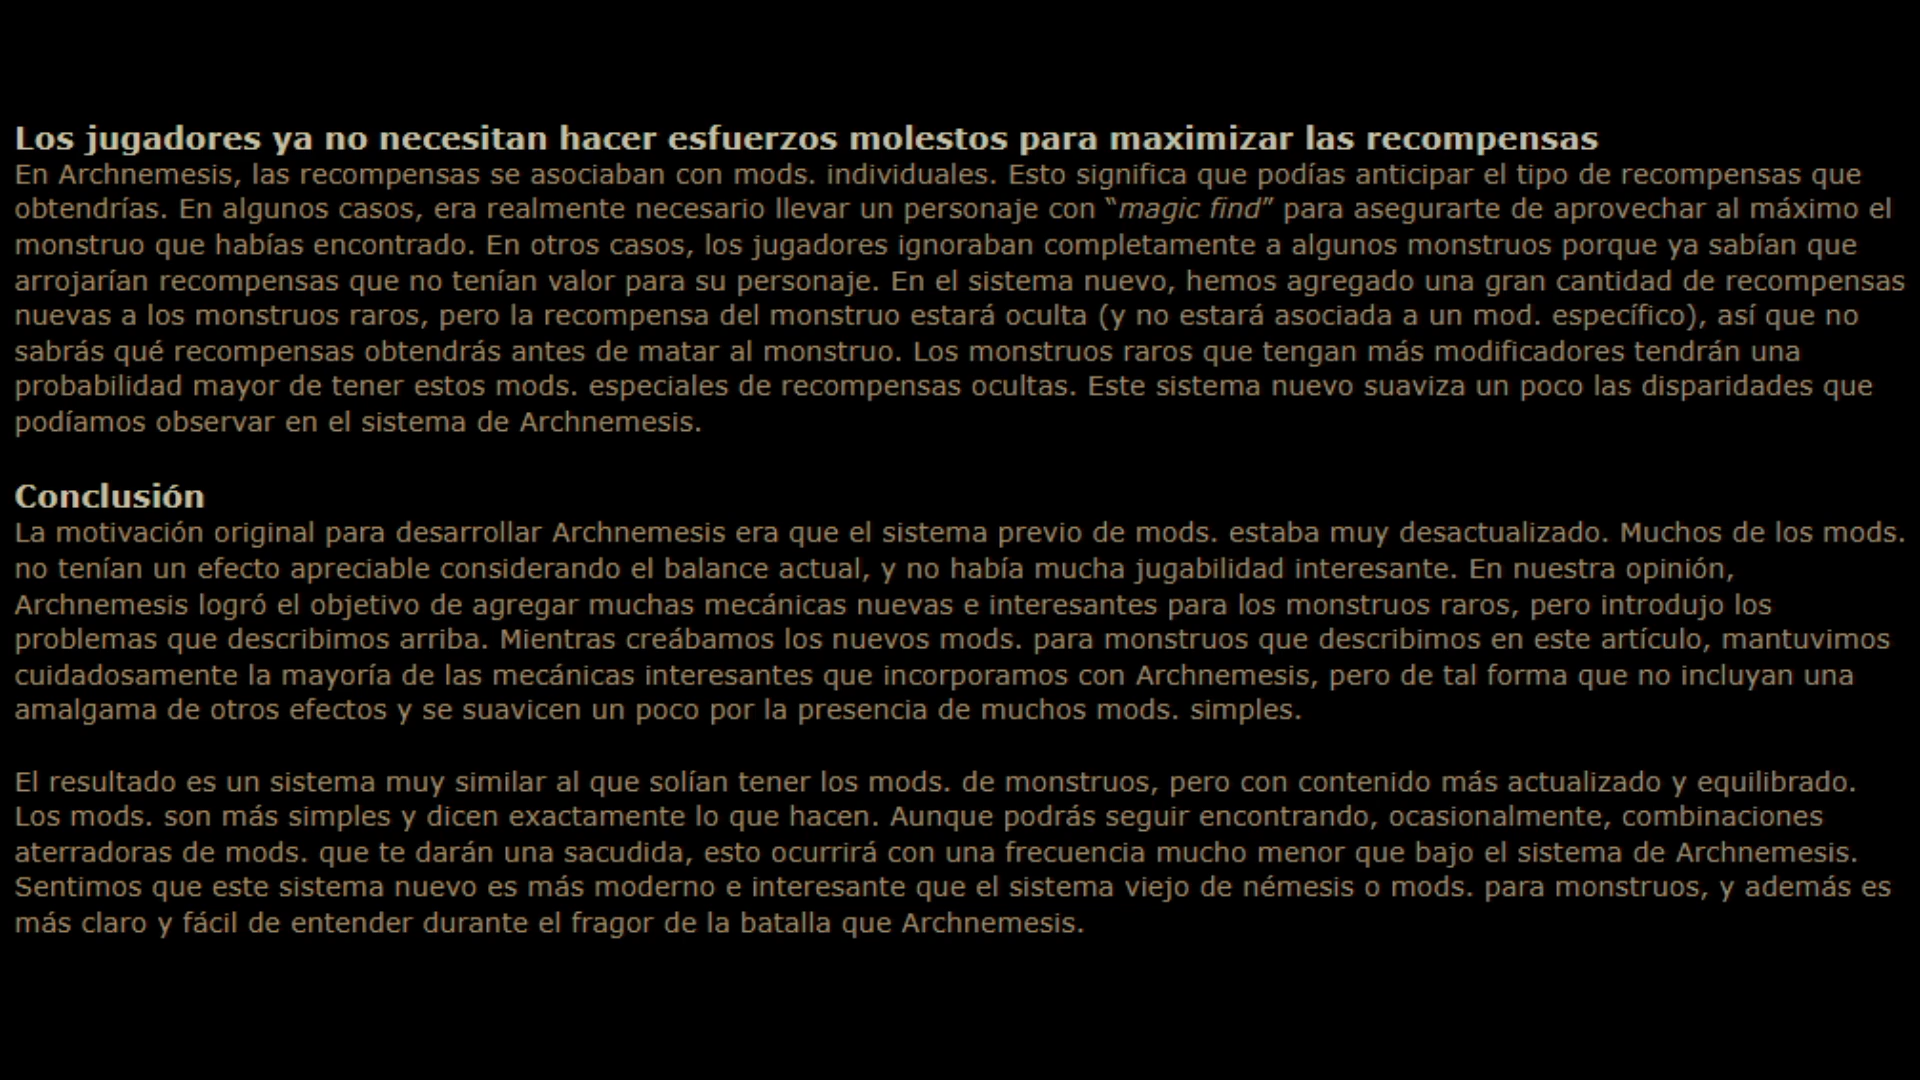 Los jugadores ya no necesitan hacer esfuerzos molestos para maximizar las recompensas
En Archnemesis, las recompensas se asociaban con mods. individuales. Esto significa que podías anticipar el tipo de recompensas que
obtendrías. En algunos casos, era realmente necesario llevar un personaje con “magic find” para asegurarte de aprovechar al máximo el
monstruo que habías encontrado. En otros casos, los jugadores ignoraban completamente a algunos monstruos porque ya sabían que
arrojarían recompensas que no tenían valor para su personaje. En el sistema nuevo, hemos agregado una gran cantidad de recompensas
nuevas a los monstruos raros, pero la recompensa del monstruo estará oculta (y no estará asociada a un mod. específico), así que no
sabrás qué recompensas obtendrás antes de matar al monstruo. Los monstruos raros que tengan más modificadores tendrán una
probabilidad mayor de tener estos mods. especiales de recompensas ocultas. Este sistema nuevo suaviza un poco las disparidades que
podíamos observar en el sistema de Archnemesis.
Conclusión
La motivación original para desarrollar Archnemesis era que el sistema previo de mods. estaba muy desactualizado. Muchos de los mods.
no tenían un efecto apreciable considerando el balance actual, y no había mucha jugabilidad interesante. En nuestra opinión,
Archnemesis logró el objetivo de agregar muchas mecánicas nuevas e interesantes para los monstruos raros, pero introdujo los
problemas que describimos arriba. Mientras creábamos los nuevos mods. para monstruos que describimos en este artículo, mantuvimos
cuidadosamente la mayoría de las mecánicas interesantes que incorporamos con Archnemesis, pero de tal forma que no incluyan una
amalgama de otros efectos y se suavicen un poco por la presencia de muchos mods. simples.
El resultado es un sistema muy similar al que solían tener los mods. de monstruos, pero con contenido más actualizado y equilibrado.
Los mods. son más simples y dicen exactamente lo que hacen. Aunque podrás seguir encontrando, ocasionalmente, combinaciones
aterradoras de mods. que te darán una sacudida, esto ocurrirá con una frecuencia mucho menor que bajo el sistema de Archnemesis.
Sentimos que este sistema nuevo es más moderno e interesante que el sistema viejo de némesis o mods. para monstruos, y además es
más claro y fácil de entender durante el fragor de la batalla que Archnemesis.